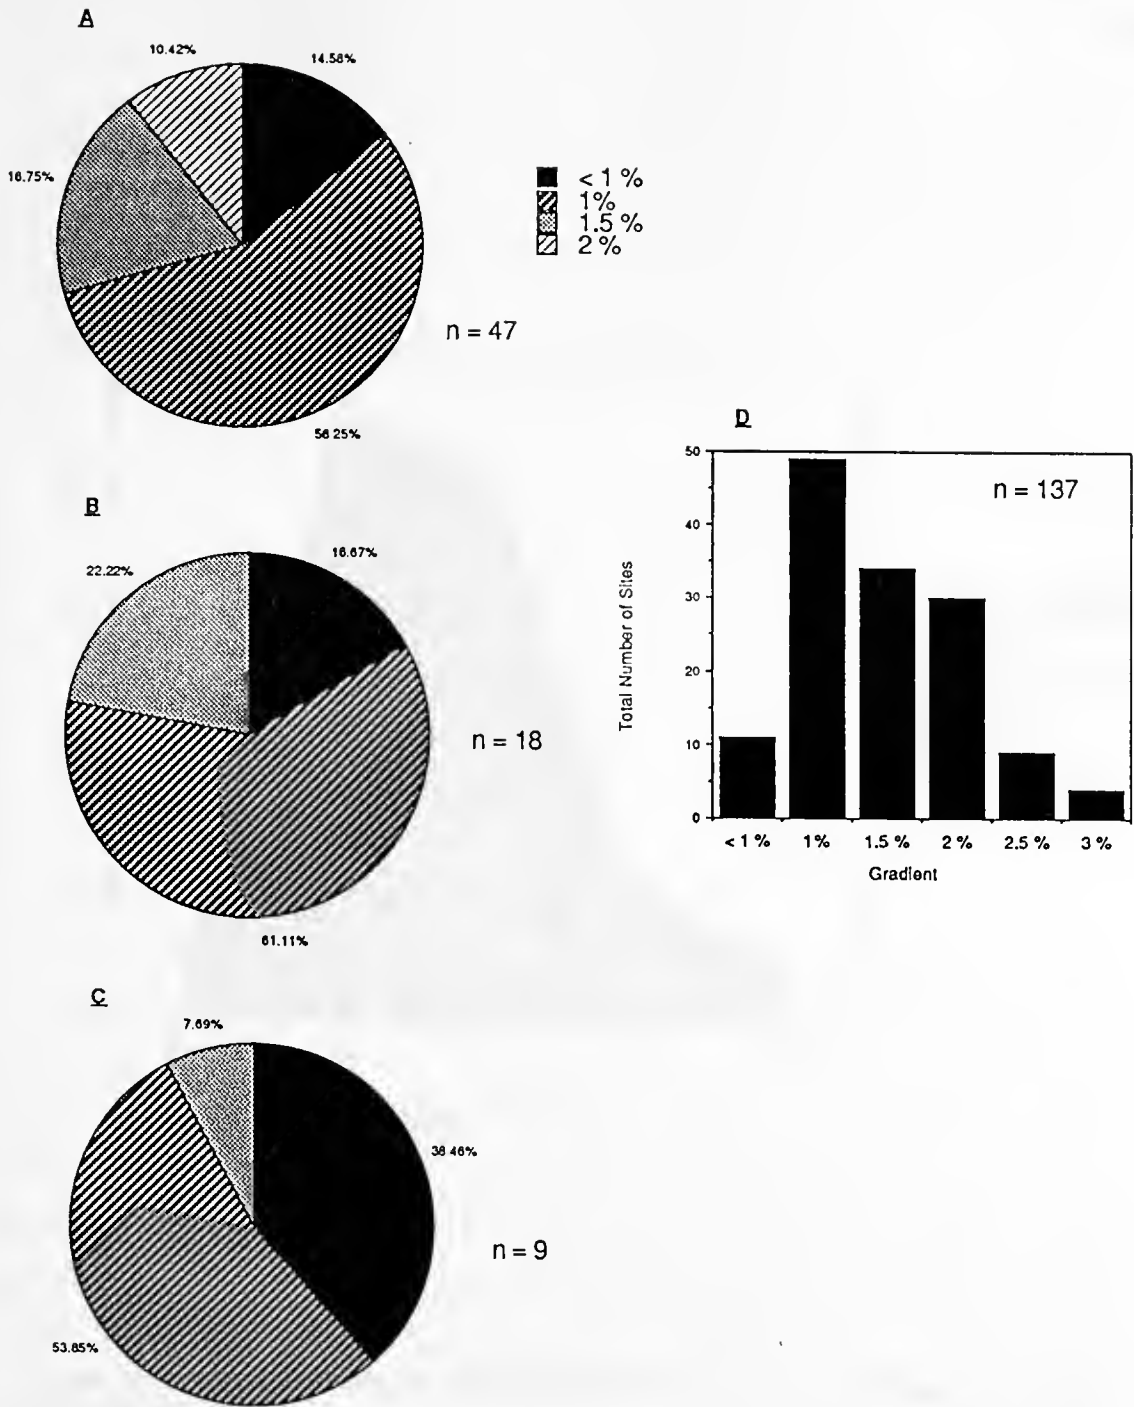 A
10.42%
14.58%
16.75%
< 1 %
1%
1.5 %
2 %
n = 47
56.25%
B
22.22%
16.67%
n = 18
61.11%
C
7.69%
38.46%
n = 9
53.85%
D
50
n = 137
40
30
20
10
0
Total Number of Sites
< 1 % 1% 1.5 % 2 % 2.5 % 3 %
Gradient